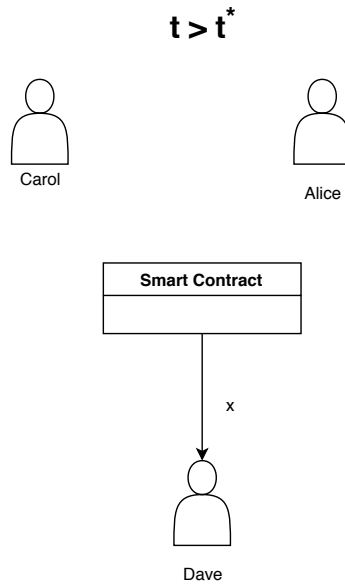 t > t*
Carol
Alice
Smart Contract
x
Dave